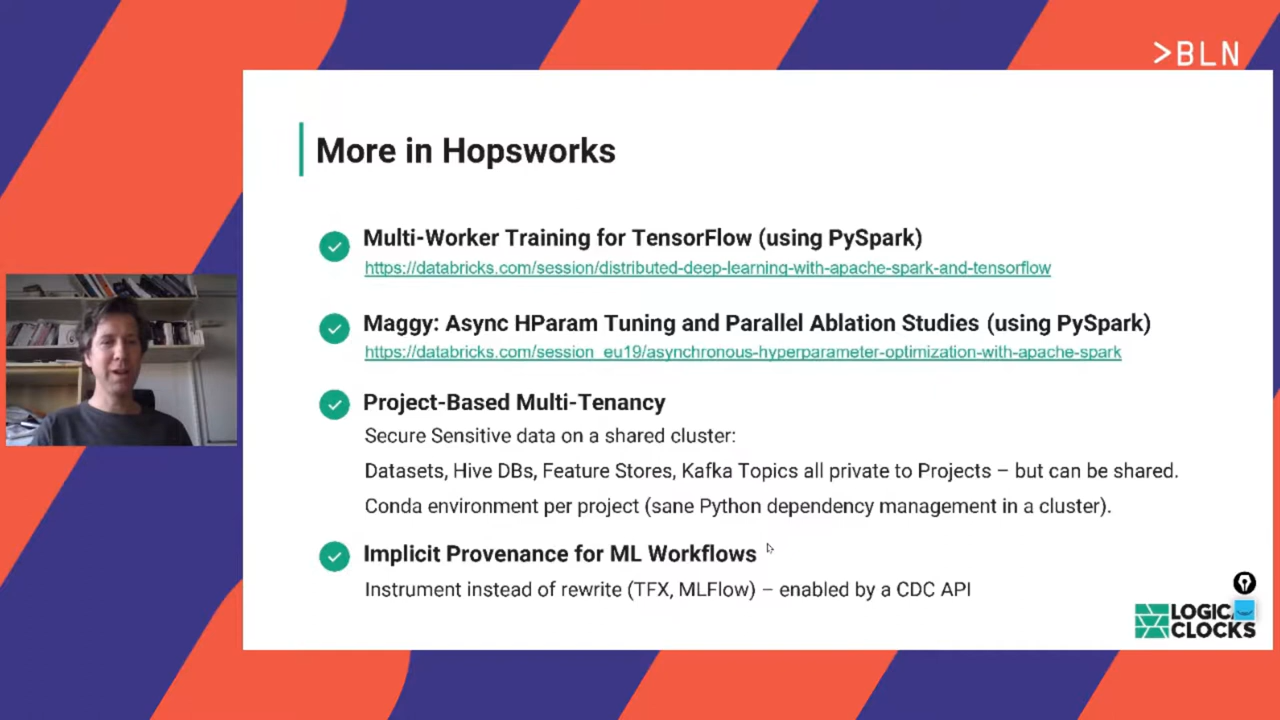 >BLN
More in Hopsworks
Multi-Worker Training for TensorFlow (using PySpark)
https://databricks.com/session/distributed-deep-learning-with-apache-spark-and-tensorflow
Maggy: Async HParam Tuning and Parallel Ablation Studies (using PySpark)
https://databricks.com/session_eu19/asynchronous-hyperparameter-optimization-with-apache-spark
Project-Based Multi-Tenancy
Secure Sensitive data on a shared cluster:
Datasets, Hive DBs, Feature Stores, Kafka Topics all private to Projects – but can be shared.
Conda environment per project (sane Python dependency management in a cluster).
Implicit Provenance for ML Workflows
Instrument instead of rewrite (TFX, MLFlow) – enabled by a CDC API
LOGICAL
CLOCKS